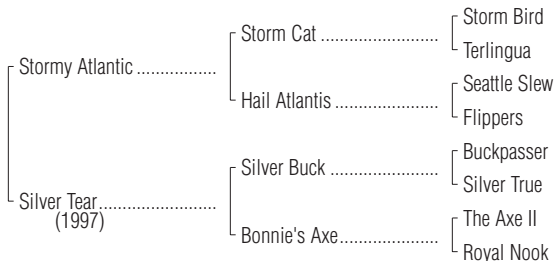 Storm Bird
Storm Cat ......................
Terlingua
Stormy Atlantic ...............
Seattle Slew
Hail Atlantis ...................
Flippers
Buckpasser
Silver Buck ....................
Silver True
Silver Tear......................
(1997)
The Axe II
Bonnie's Axe..................
Royal Nook